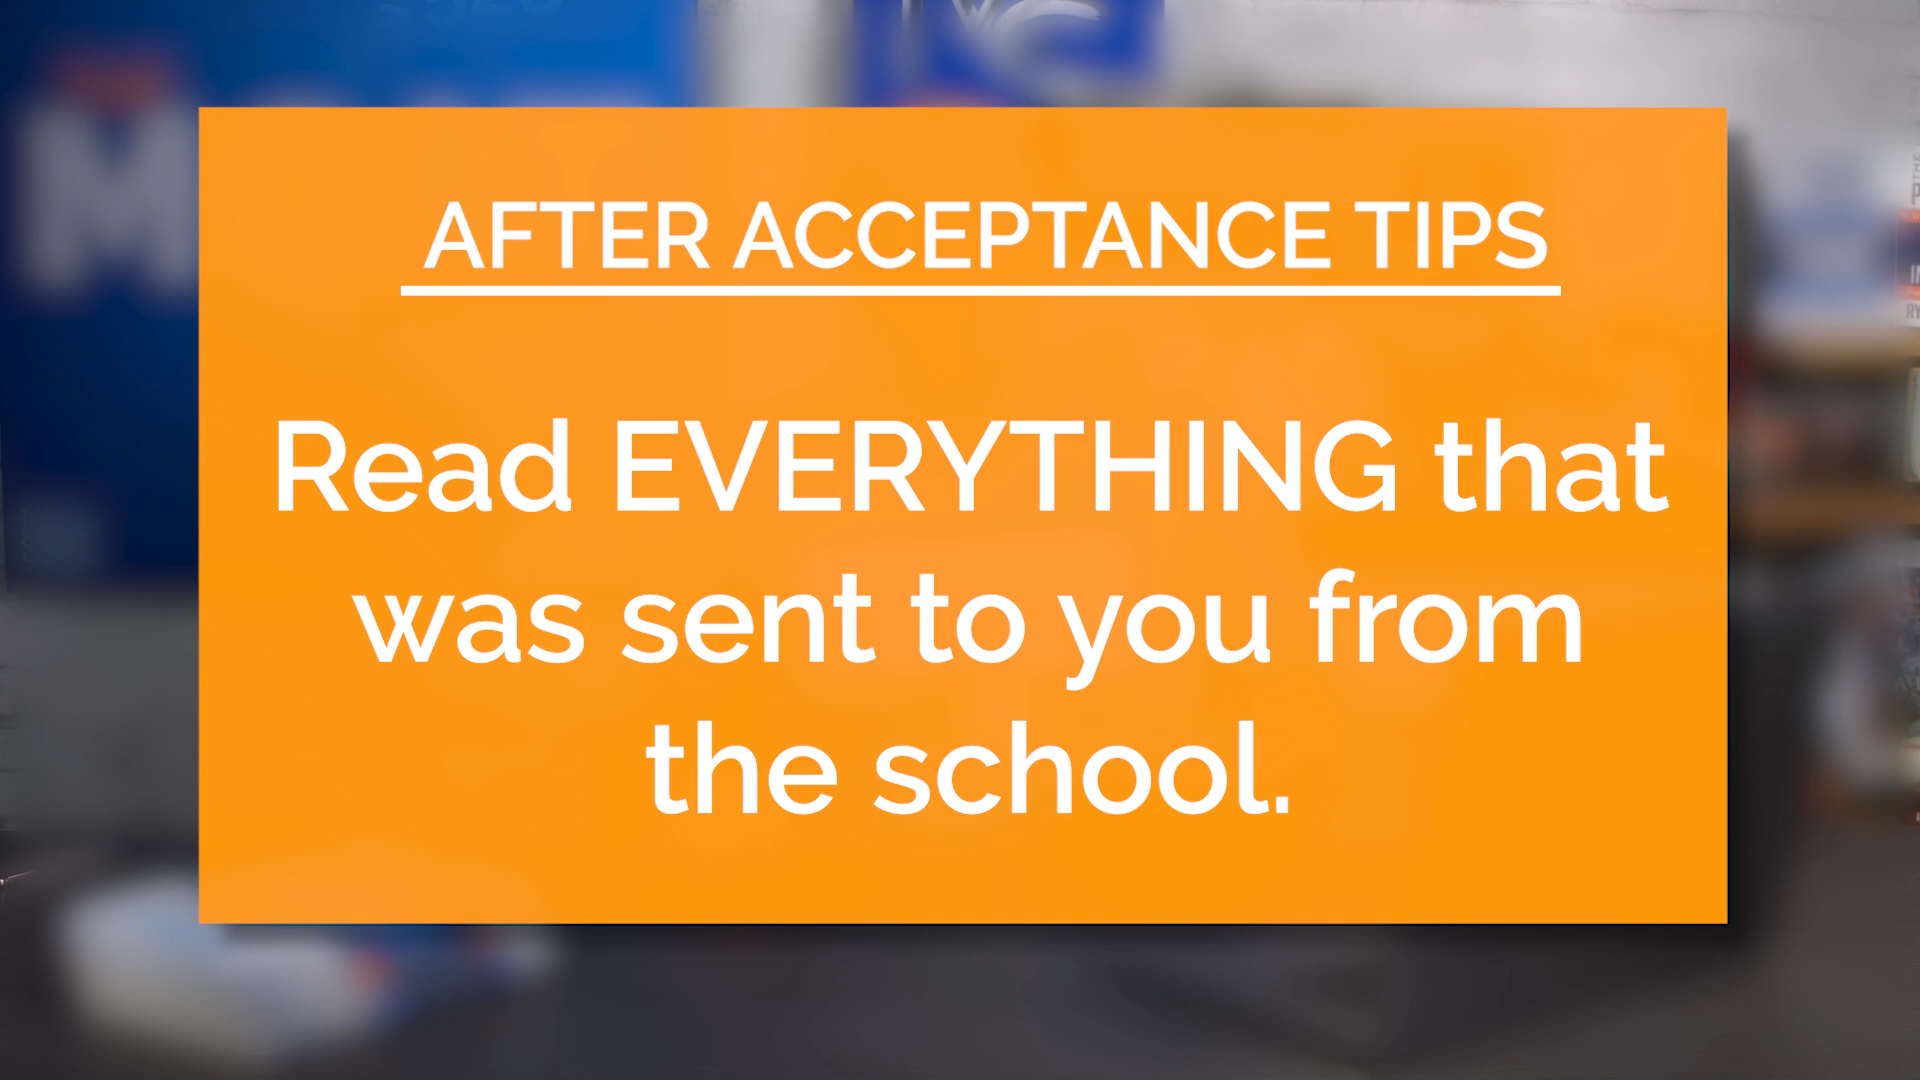 AFTER ACCEPTANCE TIPS
Read EVERYTHING that
was sent to you from
the school.